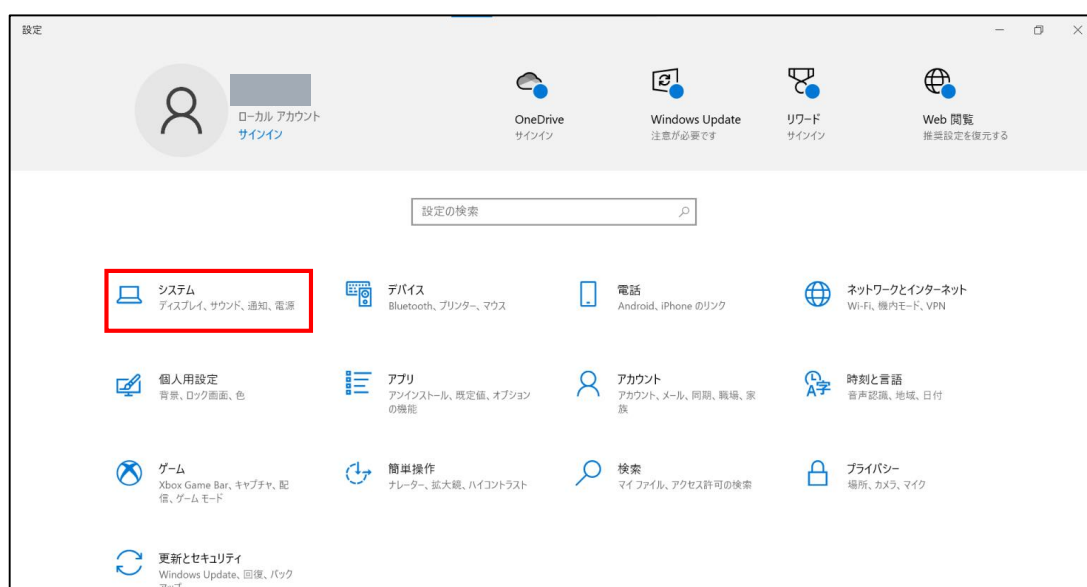 設定
ローカル アカウント
サインイン
OneDrive
サインイン
Windows Update
注意が必要です
リワード
サインイン
Web 閲覧
推奨設定を復元する
設定の検索
システム
ディスプレイ、サウンド、通知、電源
デバイス
Bluetooth、プリンター、マウス
電話
Android、iPhone のリンク
ネットワークとインターネット
Wi-Fi、機内モード、VPN
個人用設定
背景、ロック画面、色
アプリ
アンインストール、既定値、オプション
の機能
アカウント
アカウント、メール、同期、職場、家
族
時刻と言語
音声認識、地域、日付
ゲーム
Xbox Game Bar、キャプチャ、配
信、ゲーム モード
簡単操作
ナレーター、拡大鏡、ハイコントラスト
検索
マイ ファイル、アクセス許可の検索
プライバシー
場所、カメラ、マイク
更新とセキュリティ
Windows Update、回復、バック
アップ